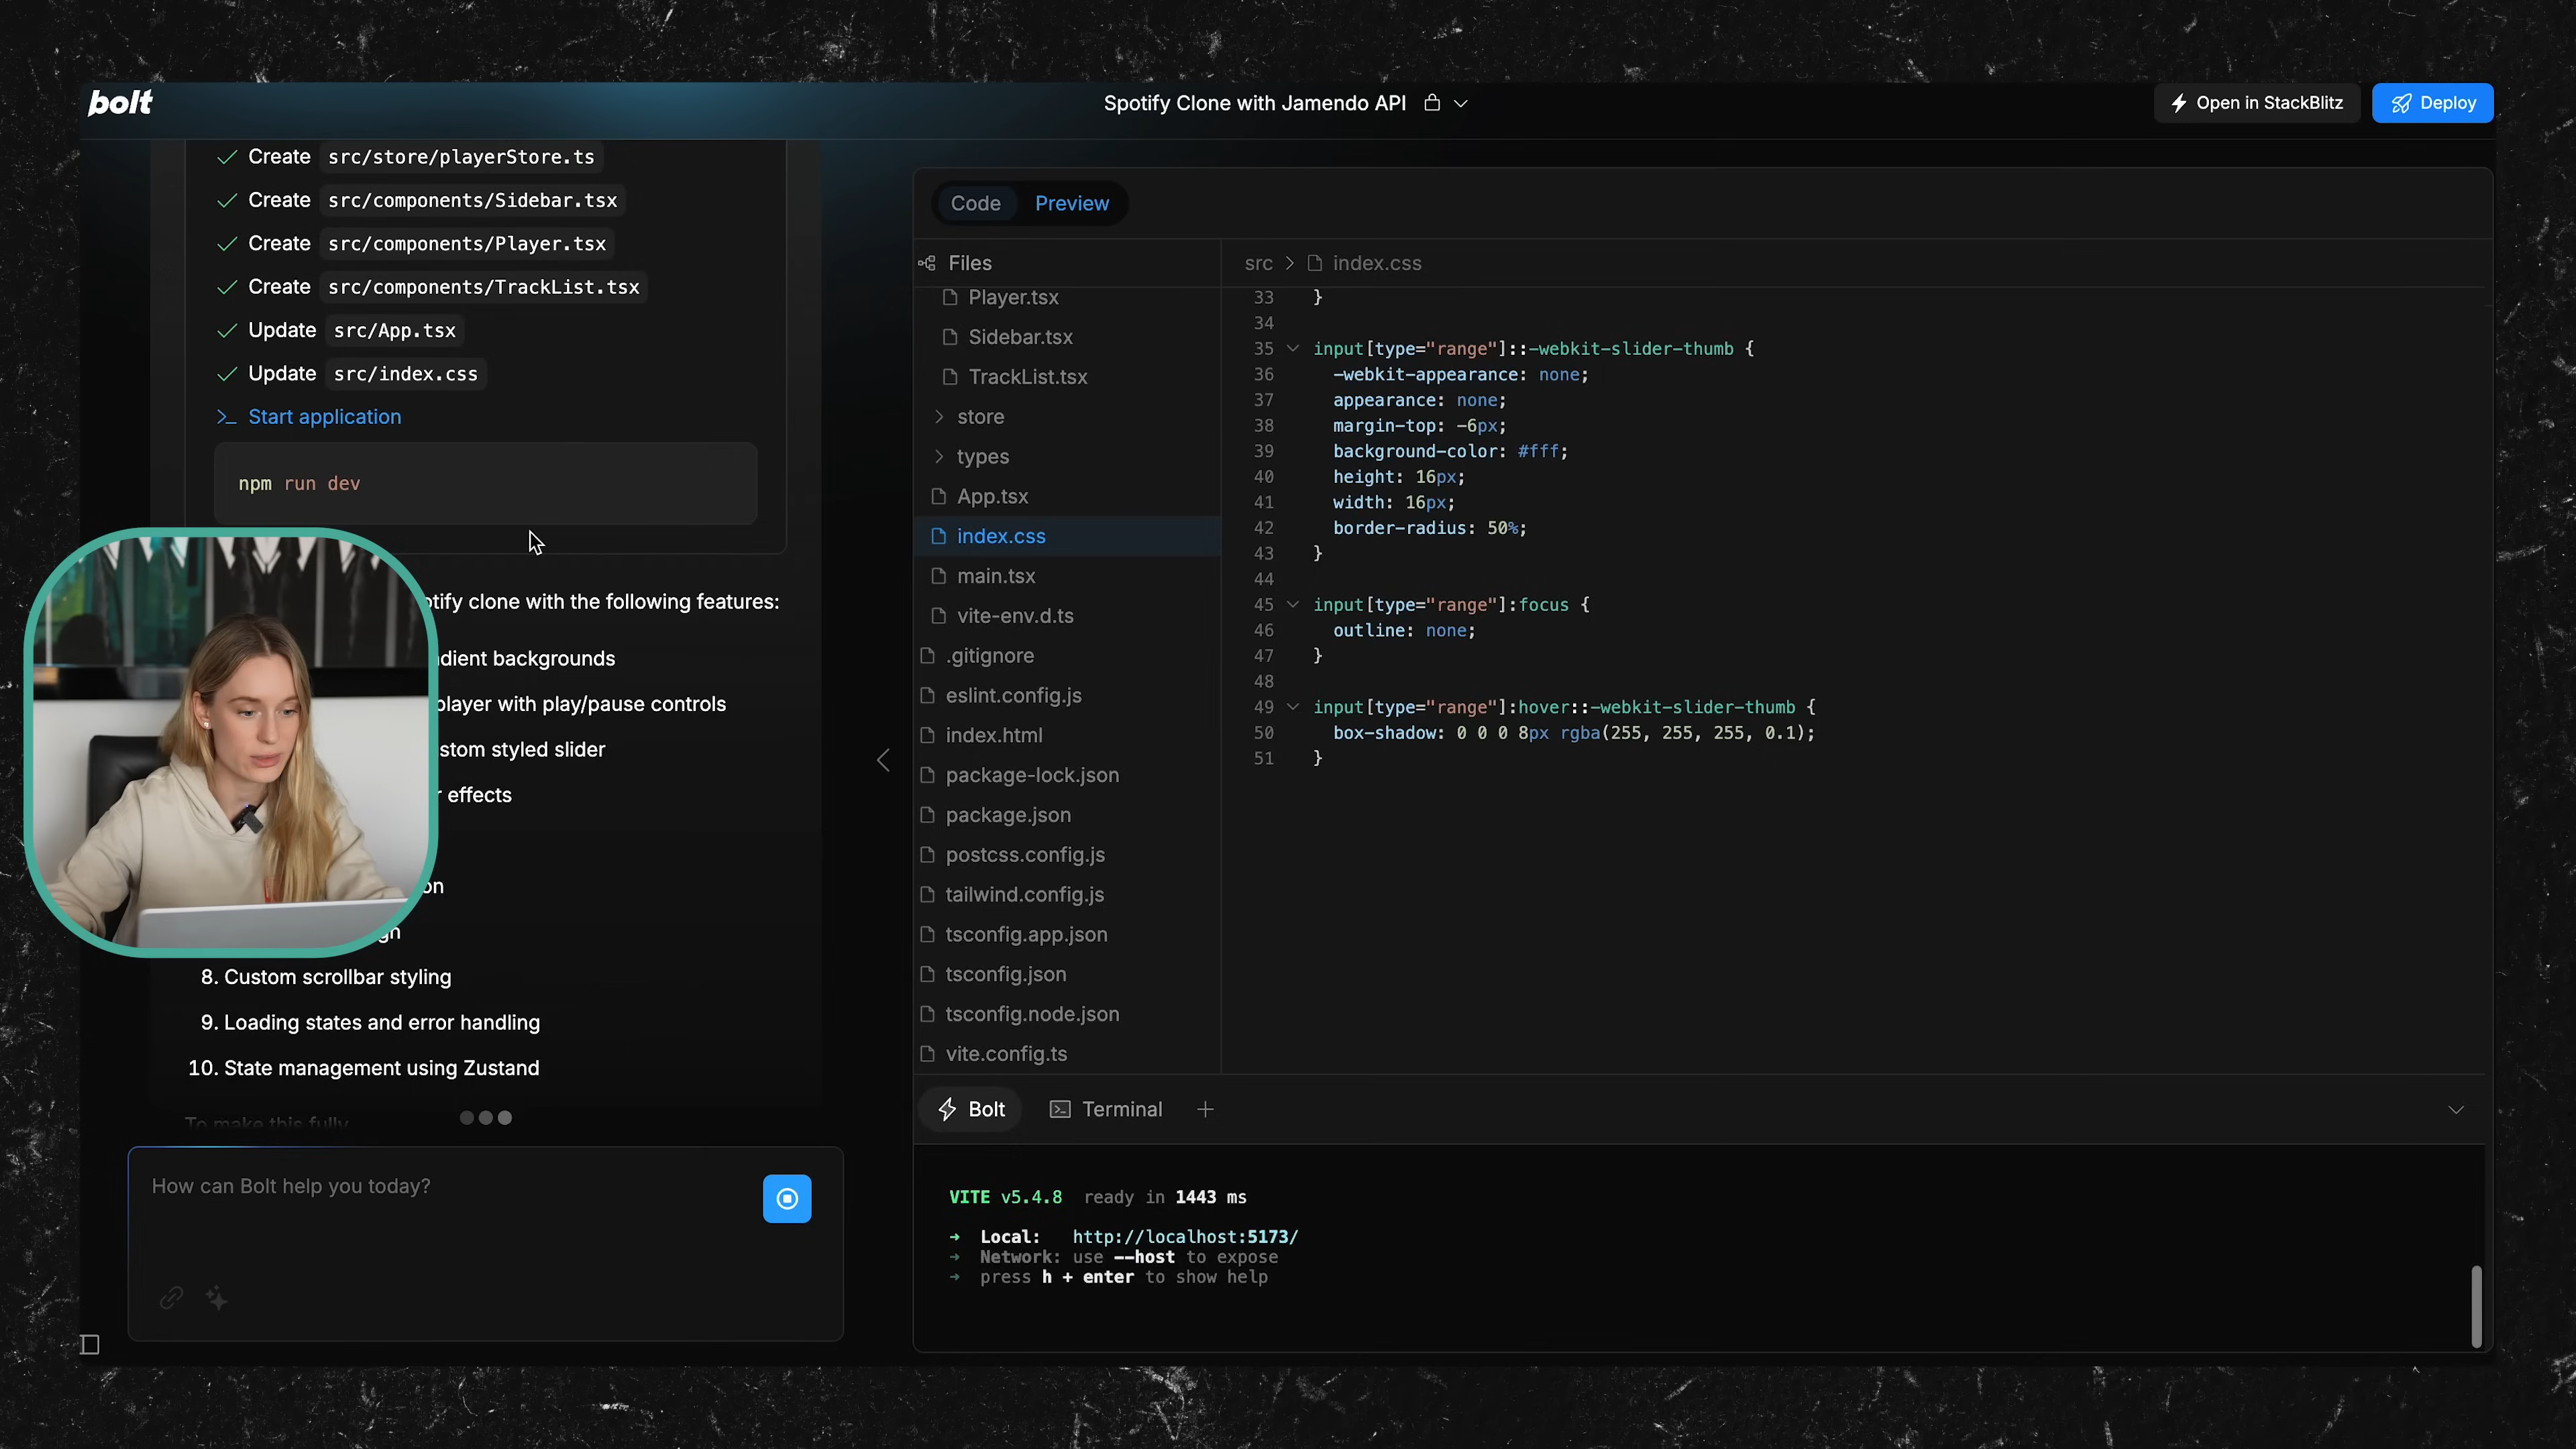 bolt
Spotify Clone with Jamendo API
Open in StackBlitz
Deploy
Create src/store/playerStore.ts
Create src/components/Sidebar.tsx
Create src/components/Player.tsx
Create src/components/TrackList.tsx
Update src/App.tsx
Update src/index.css
>_ Start application
npm run dev
otify clone with the following features:
dient backgrounds
player with play/pause controls
stom styled slider
r effects
on
gn
8. Custom scrollbar styling
9. Loading states and error handling
10. State management using Zustand
To make this fully
How can Bolt help you today?
Code Preview
Files
Player.tsx
Sidebar.tsx
TrackList.tsx
store
types
App.tsx
index.css
main.tsx
vite-env.d.ts
.gitignore
eslint.config.js
index.html
package-lock.json
package.json
postcss.config.js
tailwind.config.js
tsconfig.app.json
tsconfig.json
tsconfig.node.json
vite.config.ts
src > index.css
33 }
34
35 input[type="range"]::-webkit-slider-thumb {
36 -webkit-appearance: none;
37 appearance: none;
38 margin-top: -6px;
39 background-color: #fff;
40 height: 16px;
41 width: 16px;
42 border-radius: 50%;
43 }
44
45 input[type="range"]:focus {
46 outline: none;
47 }
48
49 input[type="range"]:hover::-webkit-slider-thumb {
50 box-shadow: 0 0 0 8px rgba(255, 255, 255, 0.1);
51 }
Bolt Terminal +
VITE v5.4.8 ready in 1443 ms
➜ Local: http://localhost:5173/
➜ Network: use --host to expose
➜ press h + enter to show help